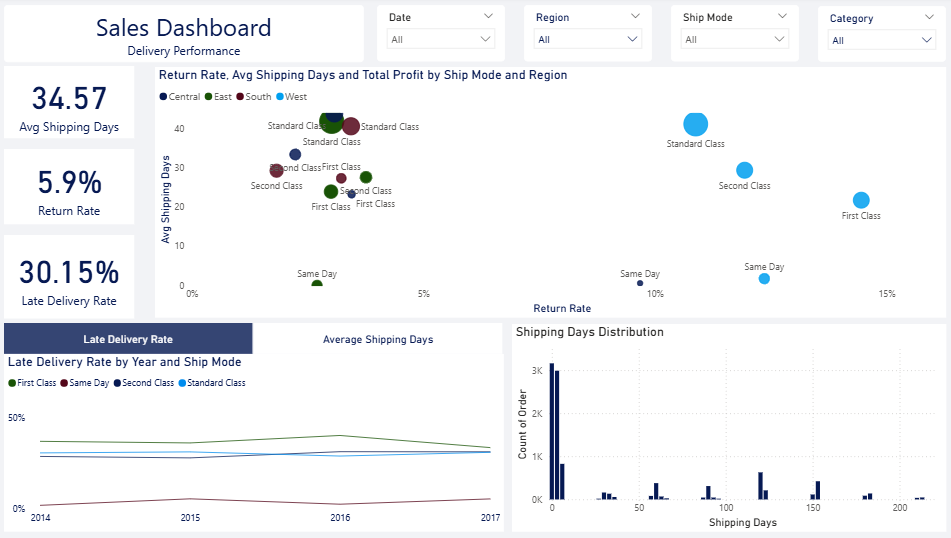 Sales Dashboard
Delivery Performance
Date
All
Region
All
Ship Mode
All
Category
All
34.57
Avg Shipping Days
5.9%
Return Rate
30.15%
Late Delivery Rate
Return Rate, Avg Shipping Days and Total Profit by Ship Mode and Region
Central East South West
Avg Shipping Days
40
30
20
10
0
Standard Class
Standard Class
Standard Class
Second Class
First Class
Second Class
Second Class
First Class
First Class
Same Day
Same Day
Standard Class
Second Class
First Class
Same Day
0% 5% 10% 15%
Return Rate
Late Delivery Rate
Average Shipping Days
Late Delivery Rate by Year and Ship Mode
First Class Same Day Second Class Standard Class
50%
0%
2014 2015 2016 2017
Shipping Days Distribution
Count of Order
3K
2K
1K
0K
0 50 100 150 200
Shipping Days